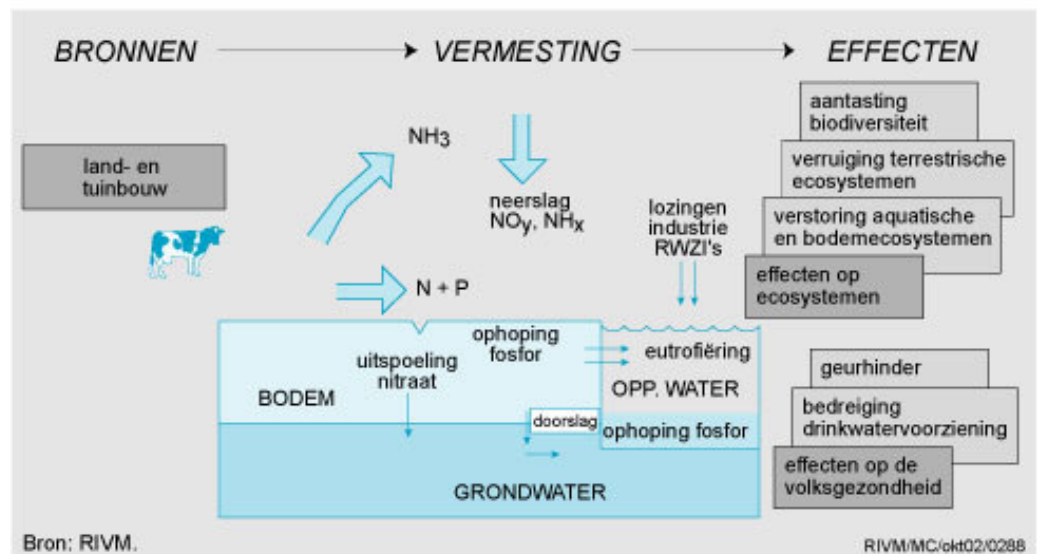 BRONNEN
VERMESTING
EFFECTEN
land- en
tuinbouw
NH3
neerslag
NOy, NHx
N + P
lozingen
industrie
RWZI's
aantasting
biodiversiteit
verruiging terrestrische
ecosystemen
verstoring aquatische
en bodemecosystemen
effecten op
ecosystemen
BODEM
uitspoeling
nitraat
ophoping
fosfor
eutrofiëring
OPP. WATER
doorslag
ophoping fosfor
GRONDWATER
geurhinder
bedreiging
drinkwatervoorziening
effecten op de
volksgezondheid
Bron: RIVM.
RIVM/MC/okt02/0288